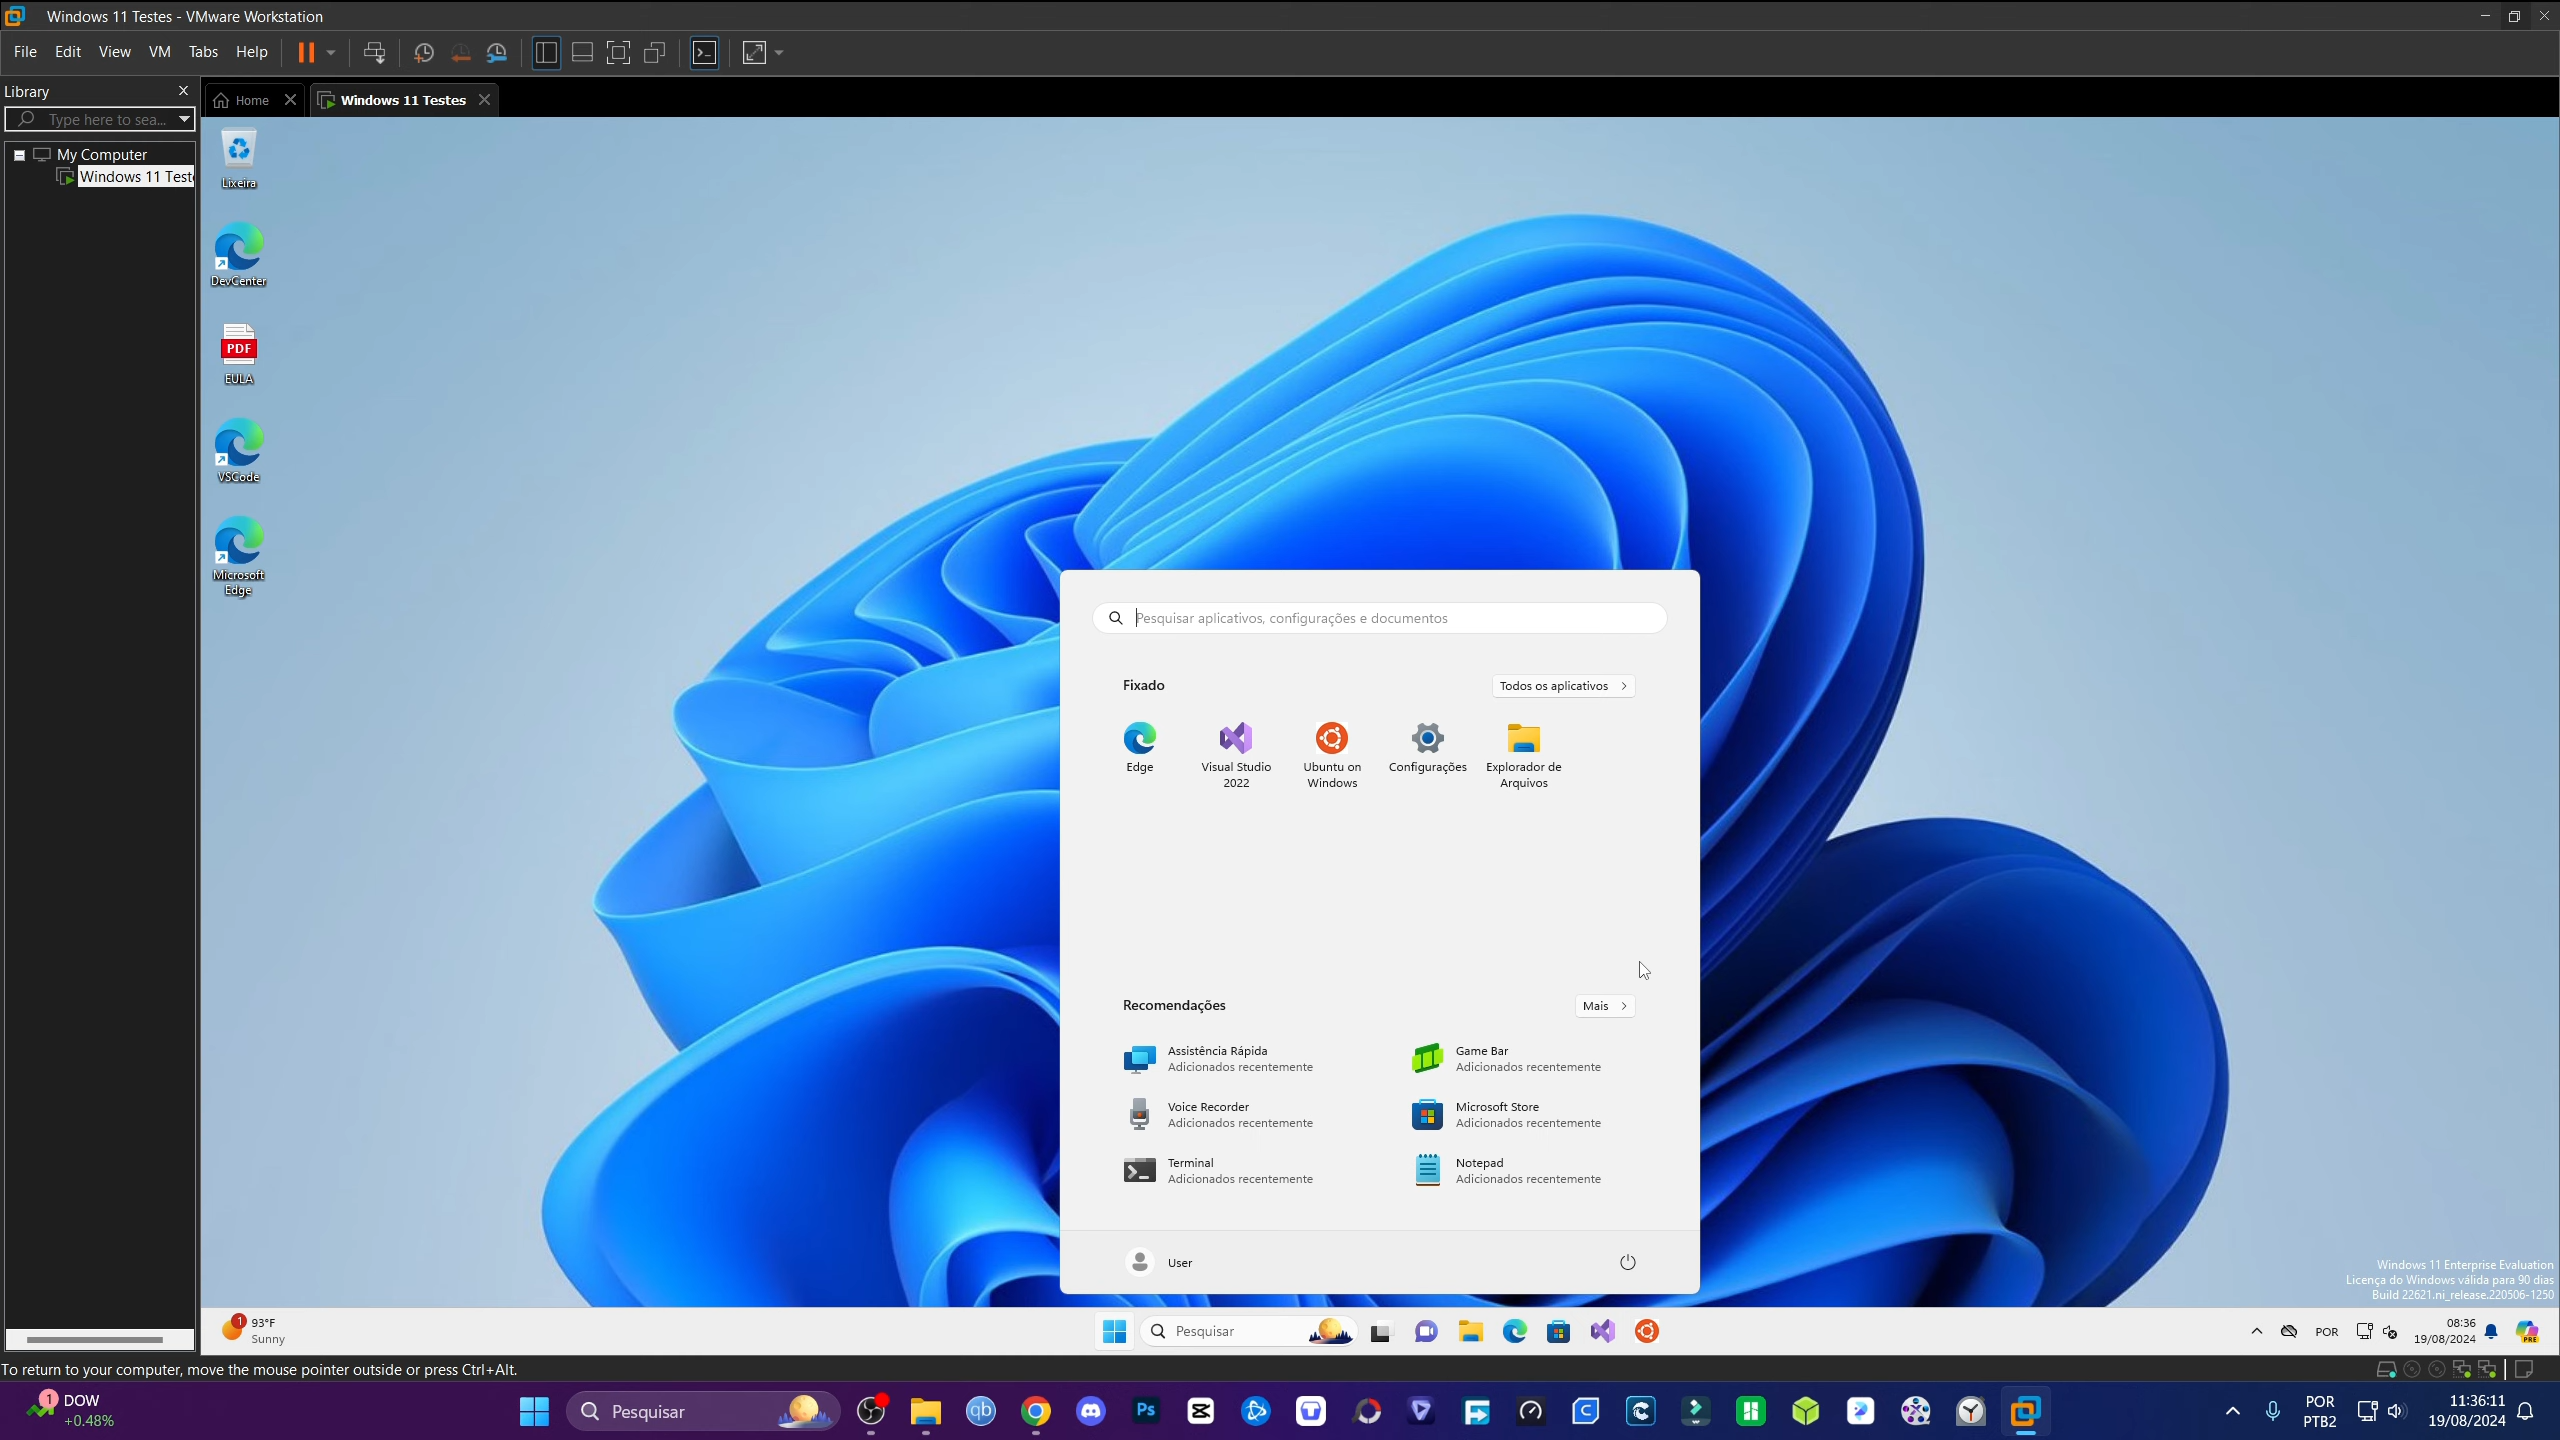 Windows 11 Testes - VMware Workstation
File Edit View VM Tabs Help
Library
Type here to sea...
My Computer
Windows 11 Test
Home
Windows 11 Testes
Lixeira
DevCenter
PDF
EULA
VSCode
Microsoft
Edge
Pesquisar aplicativos, configurações e documentos
Fixado
Todos os aplicativos
Edge
Visual Studio
2022
Ubuntu on
Windows
Configurações
Explorador de
Arquivos
Recomendações
Mais
Assistência Rápida
Adicionados recentemente
Game Bar
Adicionados recentemente
Voice Recorder
Adicionados recentemente
Microsoft Store
Adicionados recentemente
Terminal
Adicionados recentemente
Notepad
Adicionados recentemente
User
Windows 11 Enterprise Evaluation
Licença do Windows válida para 90 dias
Build 22621.ni_release.220506-1250
1
93°F
Sunny
Pesquisar
POR
08:36
19/08/2024
PRE
To return to your computer, move the mouse pointer outside or press Ctrl+Alt.
1
DOW
+0.48%
Pesquisar
qb
Ps
POR
PTB2
11:36:11
19/08/2024